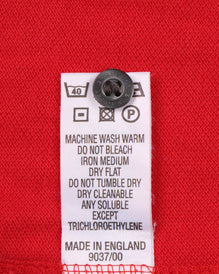 40
P
MACHINE WASH WARM
DO NOT BLEACH
IRON MEDIUM
DRY FLAT
DO NOT TUMBLE DRY
DRY CLEANABLE
ANY SOLUBLE
EXCEPT
TRICHLOROETHYLENE
MADE IN ENGLAND
9037/00